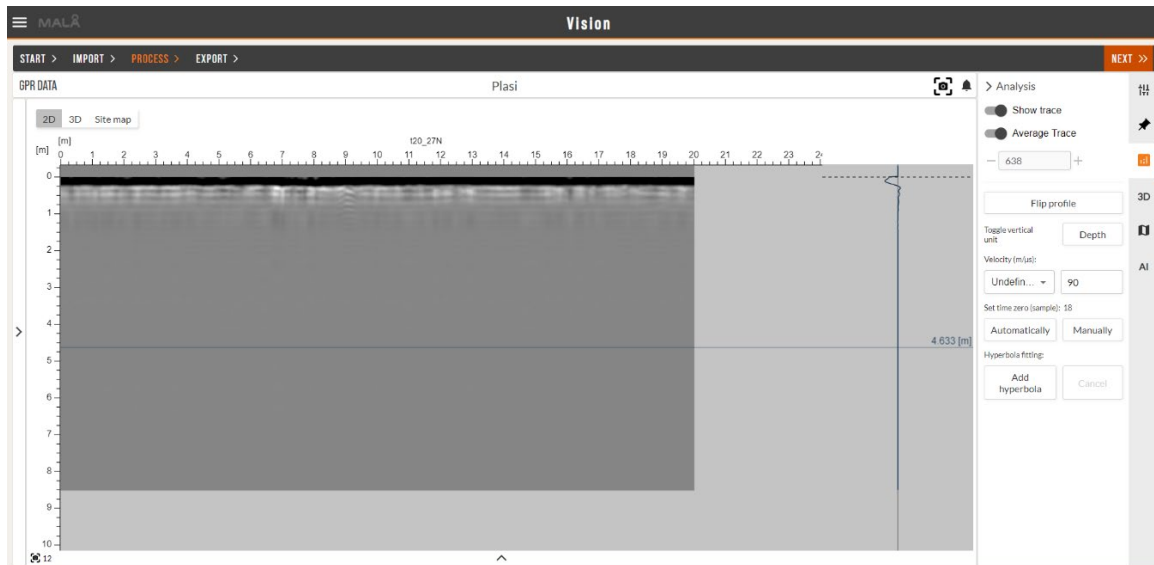 MALÅ
Vision
START > IMPORT > PROCESS > EXPORT >
NEXT >>
GPR DATA
Plasi
2D 3D Site map
[m]
t20_27N
[m]
0 1 2 3 4 5 6 7 8 9 10 11 12 13 14 15 16 17 18 19 20 21 22 23
0
1
2
3
4
5
6
7
8
9
10
4.633 [m]
12
> Analysis
Show trace
Average Trace
− 638 +
Flip profile
Toggle vertical
unit
Depth
Velocity (m/µs):
Undefin... 90
Set time zero (sample): 18
Automatically Manually
Hyperbola fitting:
Add
hyperbola
Cancel
3D
AI